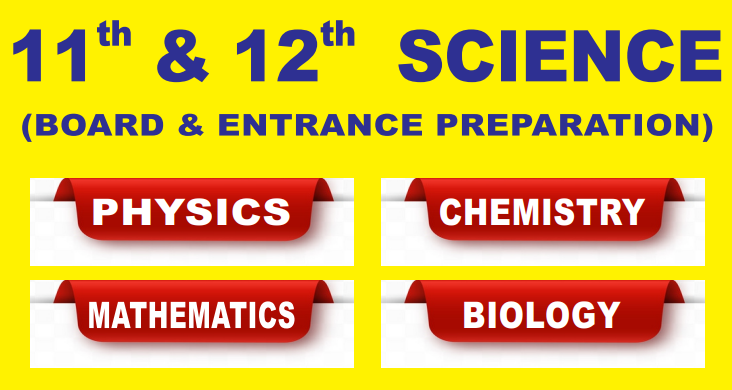 11th & 12th SCIENCE
(BOARD & ENTRANCE PREPARATION)
PHYSICS
CHEMISTRY
MATHEMATICS
BIOLOGY